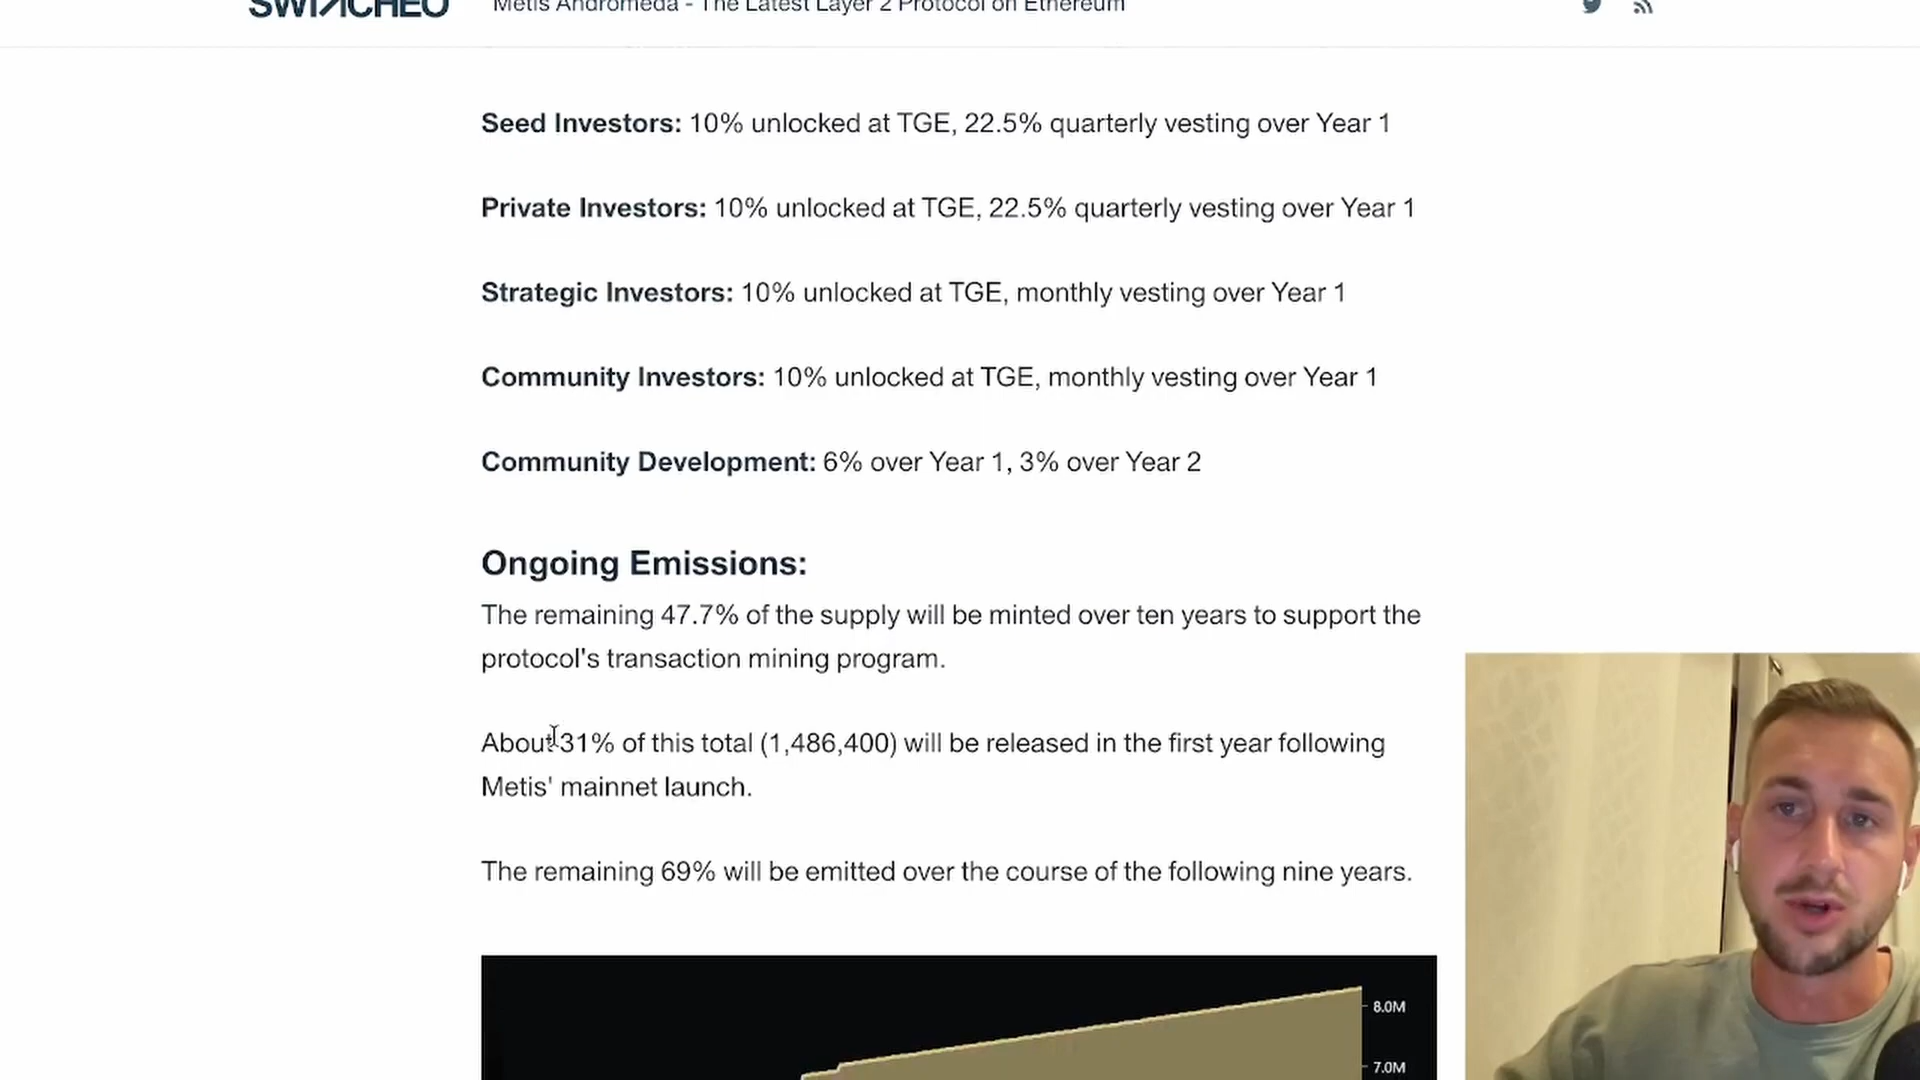 SWITCHEO
Metis Andromeda - The Latest Layer 2 Protocol on Ethereum
Seed Investors: 10% unlocked at TGE, 22.5% quarterly vesting over Year 1
Private Investors: 10% unlocked at TGE, 22.5% quarterly vesting over Year 1
Strategic Investors: 10% unlocked at TGE, monthly vesting over Year 1
Community Investors: 10% unlocked at TGE, monthly vesting over Year 1
Community Development: 6% over Year 1, 3% over Year 2
Ongoing Emissions:
The remaining 47.7% of the supply will be minted over ten years to support the
protocol's transaction mining program.
About 31% of this total (1,486,400) will be released in the first year following
Metis' mainnet launch.
The remaining 69% will be emitted over the course of the following nine years.
8.0M
7.0M